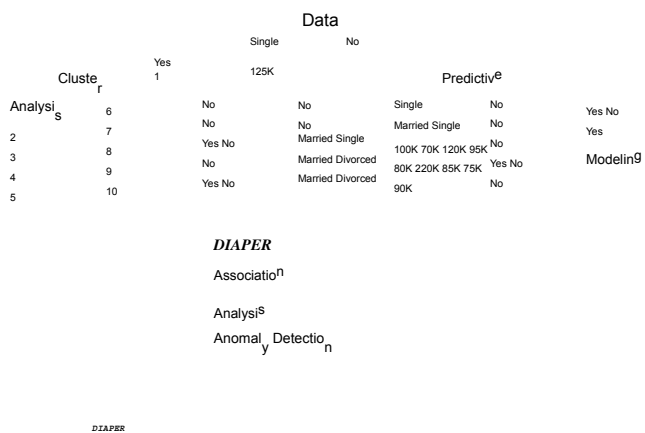 Data
Single No
Yes
1 125K
Cluster
Predictive
Analysis
6 No No Single No
Yes No
7 No No Married Single No
Yes
2
8 Yes No Married Single 100K 70K 120K 95K No
3
9 No Married Divorced 80K 220K 85K 75K Yes No
Modeling
4
10 Yes No Married Divorced 90K No
5
DIAPER
Association
Analysis
Anomaly Detection
DIAPER